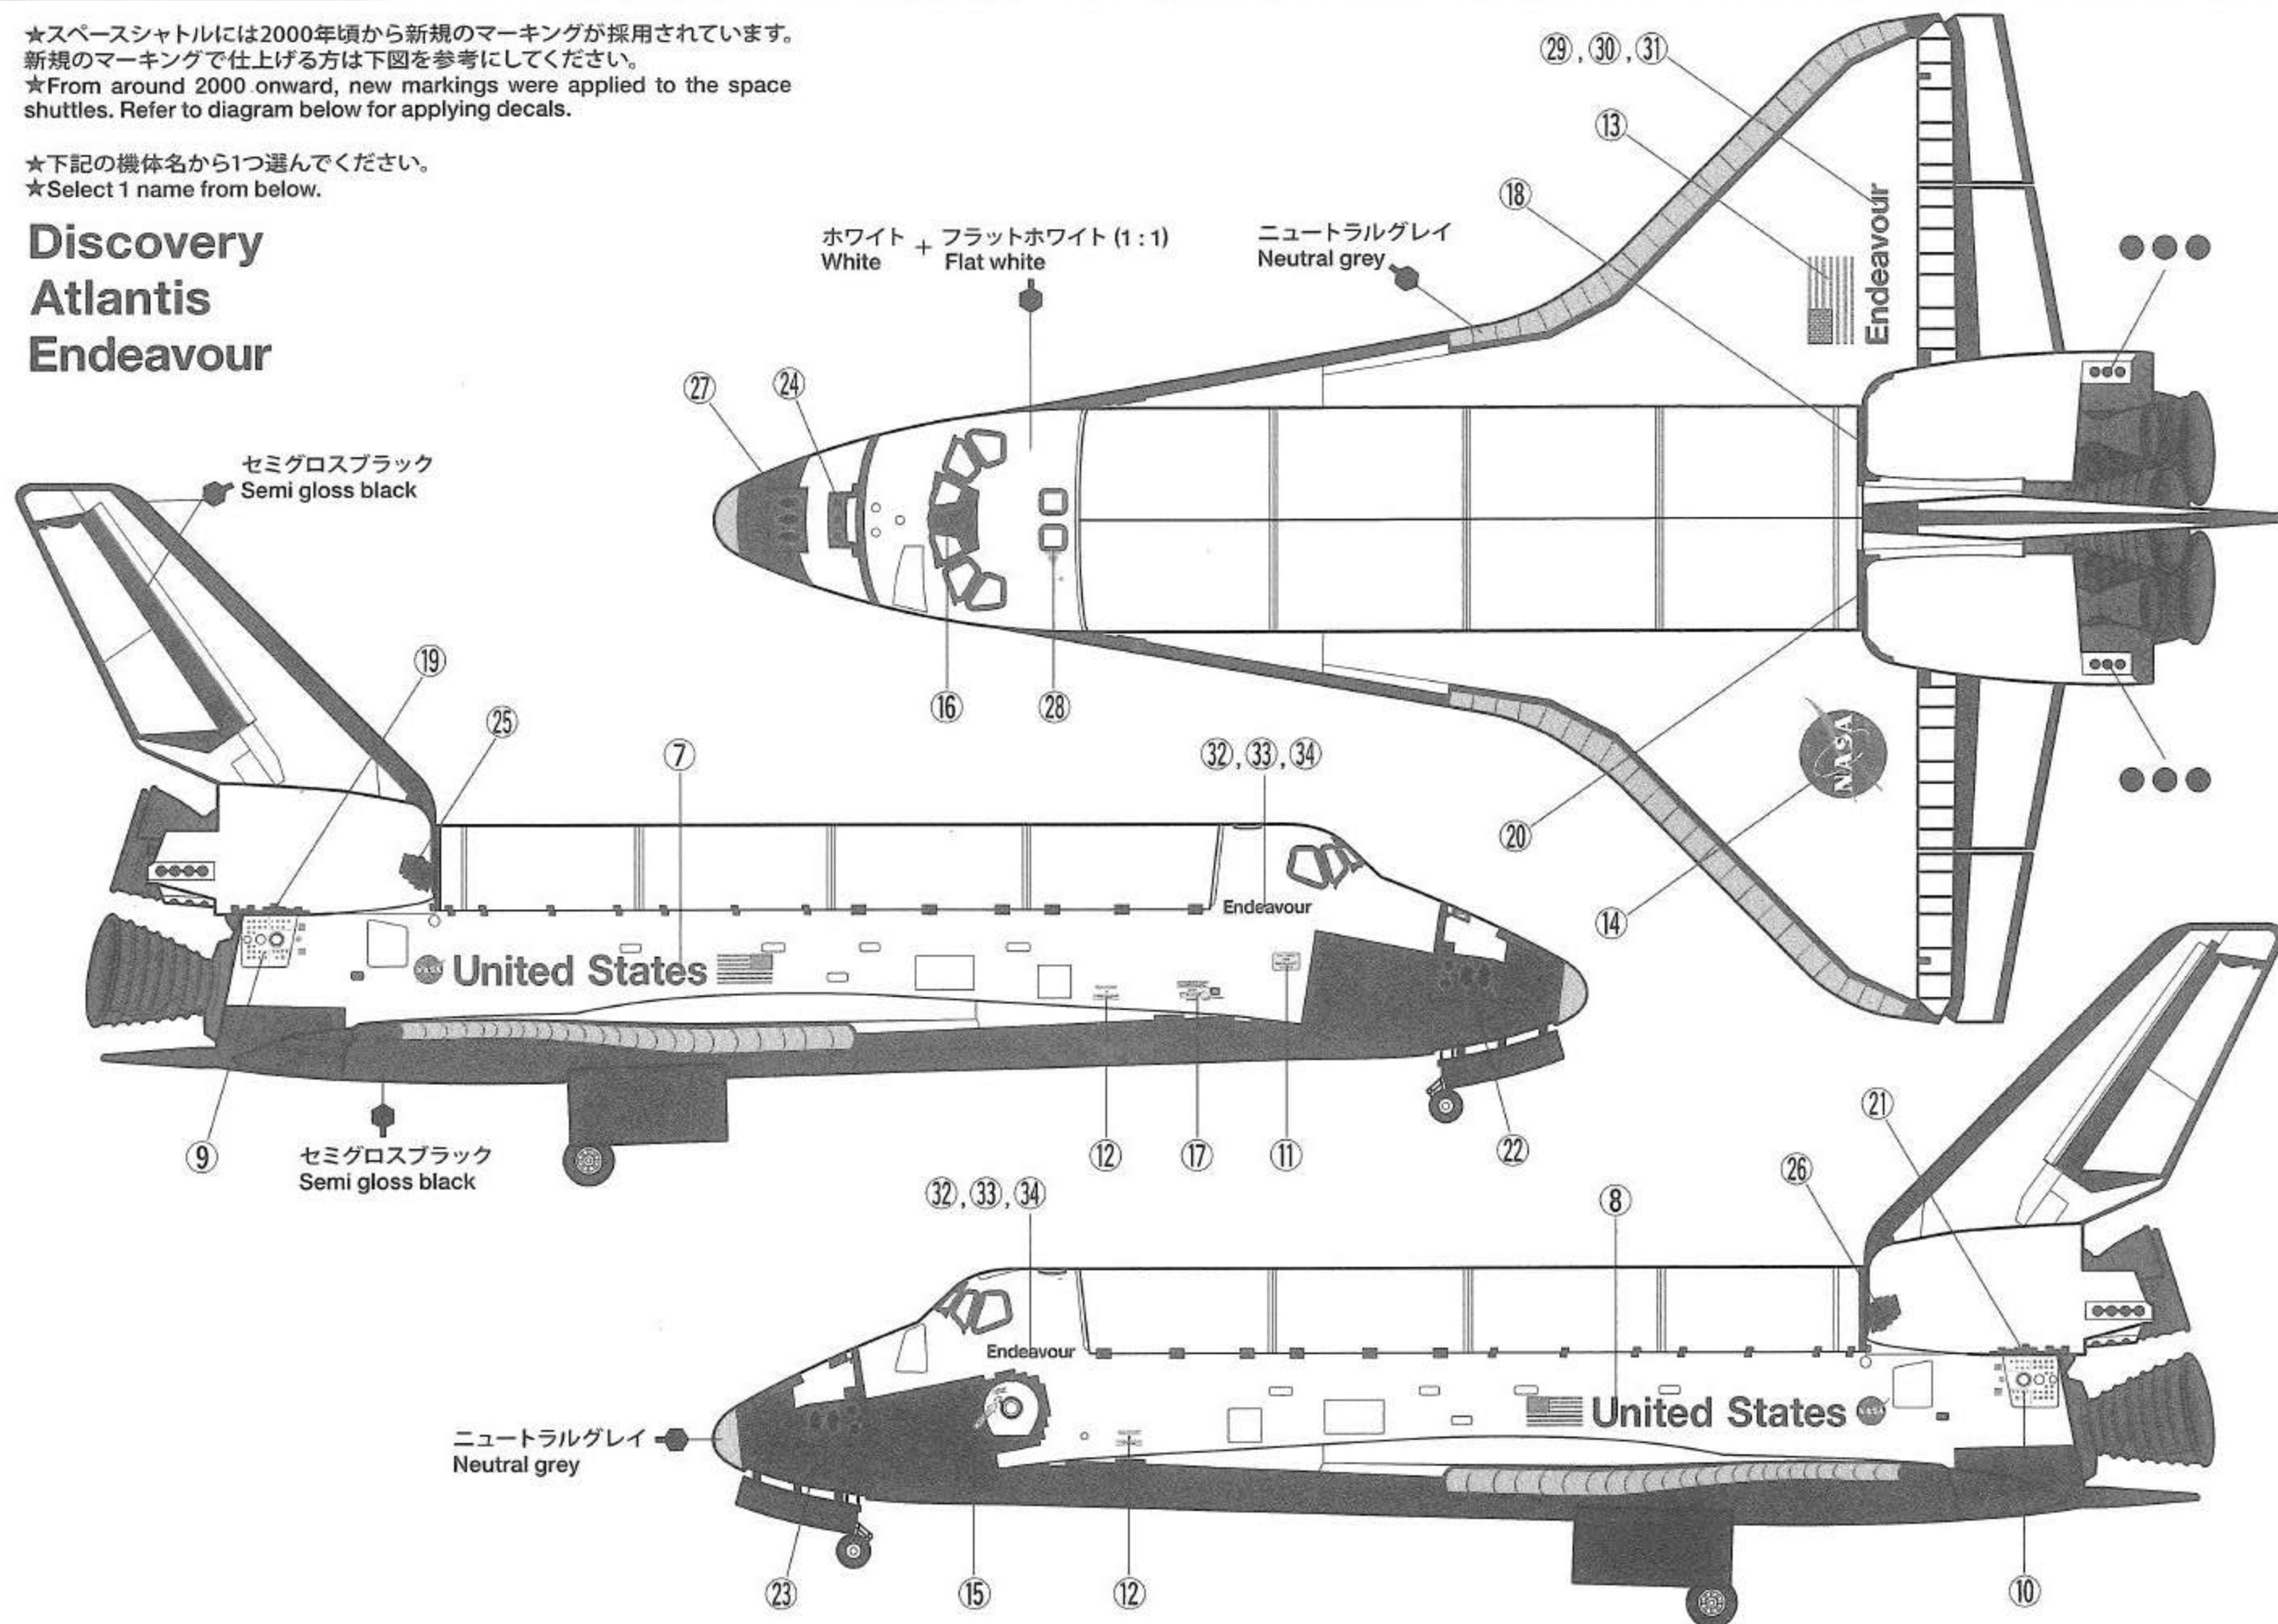 ★スペースシャトルには2000年頃から新規のマーキングが採用されています。
新規のマーキングで仕上げる方は下図を参考にしてください。
★From around 2000 onward, new markings were applied to the space
shuttles. Refer to diagram below for applying decals.
★下記の機体名から1つ選んでください。
★Select 1 name from below.
Discovery
Atlantis
Endeavour
ホワイト + フラットホワイト (1 : 1)
White Flat white
ニュートラルグレイ
Neutral grey
㉙, ㉚, ㉛
⑬
⑱
Endeavour
㉗
㉔
セミグロスブラック
Semi gloss black
⑯
㉘
NASA
⑳
⑭
⑲
㉕
⑦
㉜, ㉝, ㉞
Endeavour
NASA United States
⑨
セミグロスブラック
Semi gloss black
⑫
⑰
⑪
㉒
㉑
㉖
㉜, ㉝, ㉞
⑧
Endeavour
United States NASA
ニュートラルグレイ
Neutral grey
㉓
⑮
⑫
⑩